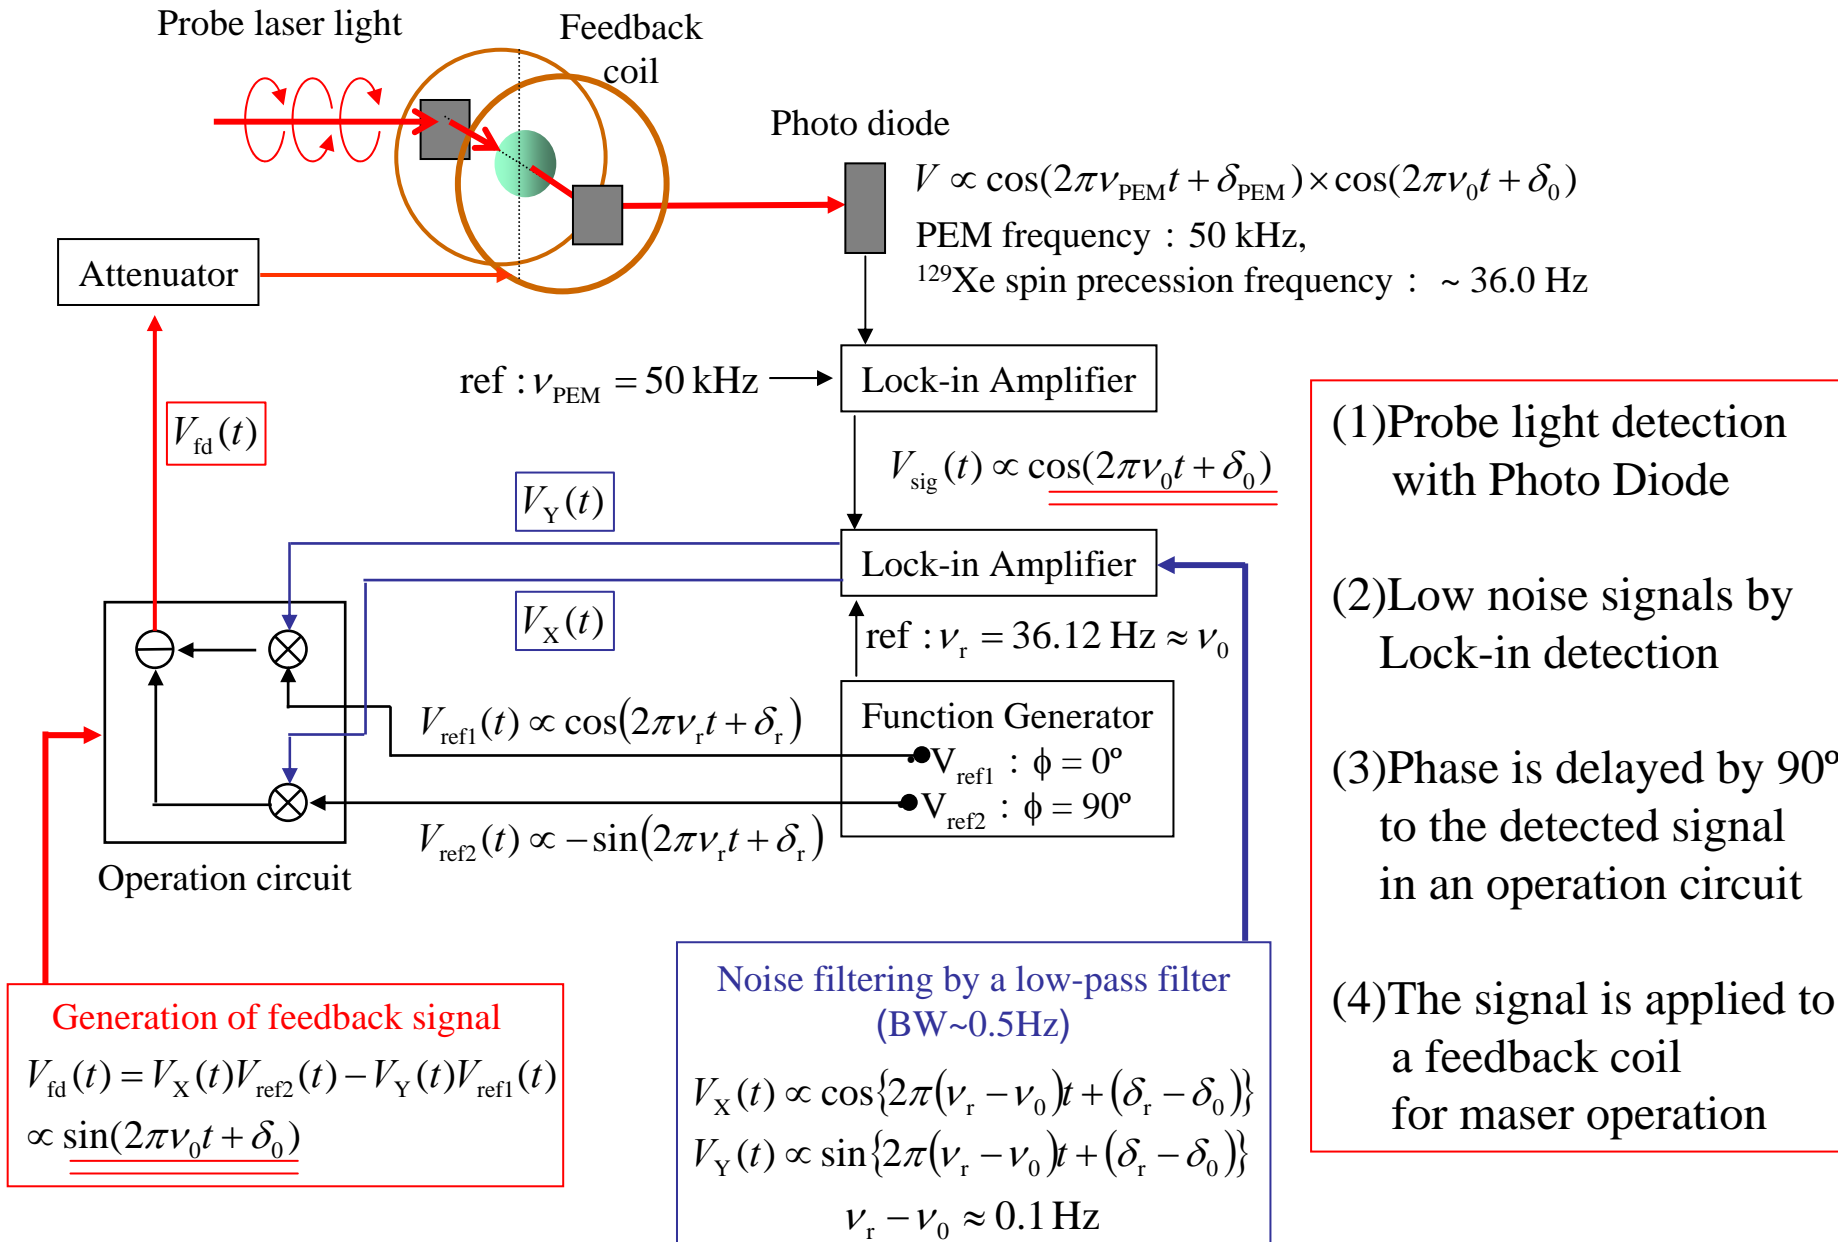 Probe laser light
Feedback
coil
Photo diode
V ∝ cos(2πν_PEM t + δ_PEM) × cos(2πν_0 t + δ_0)
PEM frequency : 50 kHz,
¹²⁹Xe spin precession frequency : ~ 36.0 Hz
Attenuator
ref : ν_PEM = 50 kHz
Lock-in Amplifier
V_fd(t)
V_sig(t) ∝ cos(2πν_0 t + δ_0)
V_Y(t)
Lock-in Amplifier
V_X(t)
ref : ν_r = 36.12 Hz ≈ ν_0
V_ref1(t) ∝ cos(2πν_r t + δ_r)
Function Generator
V_ref1 : ϕ = 0º
V_ref2 : ϕ = 90º
V_ref2(t) ∝ −sin(2πν_r t + δ_r)
Operation circuit
Generation of feedback signal
V_fd(t) = V_X(t)V_ref2(t) − V_Y(t)V_ref1(t)
∝ sin(2πν_0 t + δ_0)
Noise filtering by a low-pass filter
(BW~0.5Hz)
V_X(t) ∝ cos{2π(ν_r − ν_0)t + (δ_r − δ_0)}
V_Y(t) ∝ sin{2π(ν_r − ν_0)t + (δ_r − δ_0)}
ν_r − ν_0 ≈ 0.1 Hz
(1)Probe light detection
with Photo Diode
(2)Low noise signals by
Lock-in detection
(3)Phase is delayed by 90º
to the detected signal
in an operation circuit
(4)The signal is applied to
a feedback coil
for maser operation